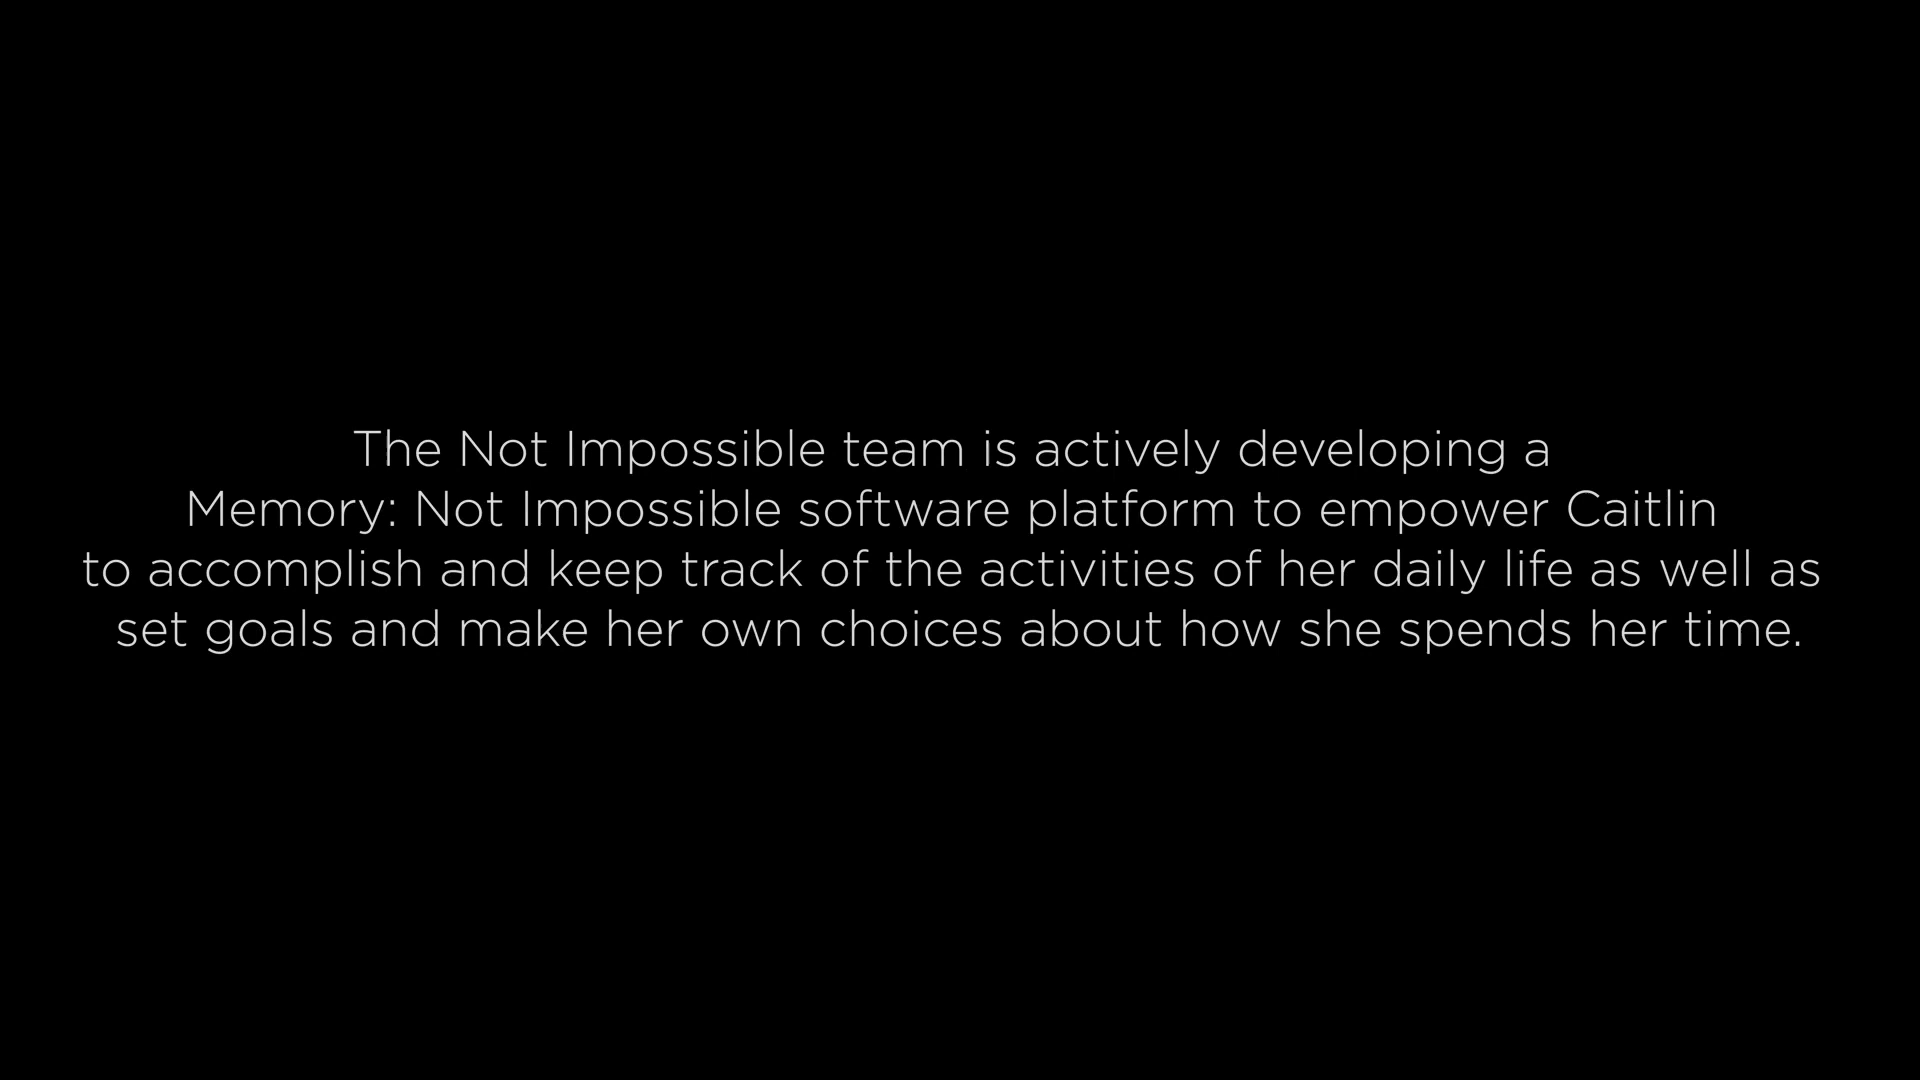 The Not Impossible team is actively developing a
Memory: Not Impossible software platform to empower Caitlin
to accomplish and keep track of the activities of her daily life as well as
set goals and make her own choices about how she spends her time.